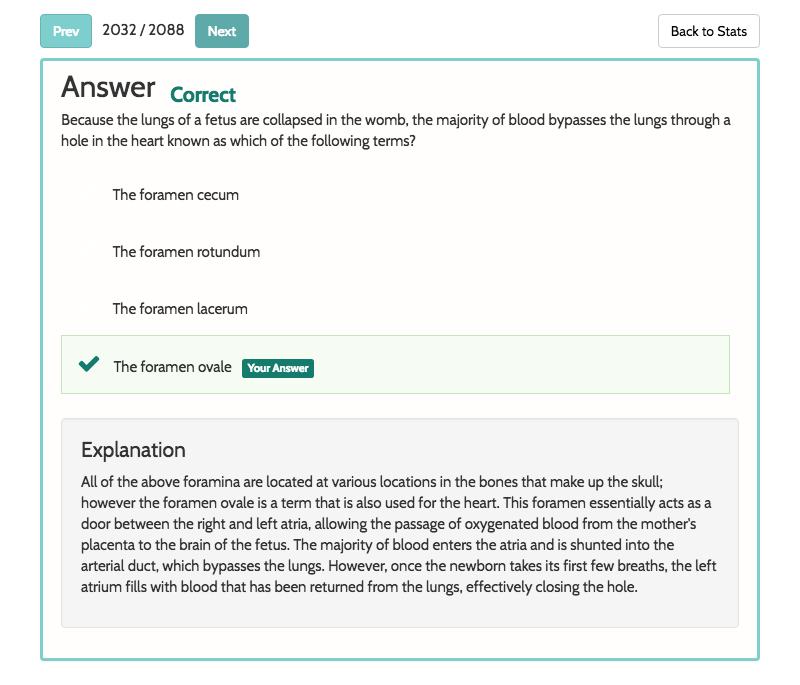 Prev 2032 / 2088 Next Back to Stats
Answer Correct
Because the lungs of a fetus are collapsed in the womb, the majority of blood bypasses the lungs through a
hole in the heart known as which of the following terms?
The foramen cecum
The foramen rotundum
The foramen lacerum
The foramen ovale Your Answer
Explanation
All of the above foramina are located at various locations in the bones that make up the skull;
however the foramen ovale is a term that is also used for the heart. This foramen essentially acts as a
door between the right and left atria, allowing the passage of oxygenated blood from the mother's
placenta to the brain of the fetus. The majority of blood enters the atria and is shunted into the
arterial duct, which bypasses the lungs. However, once the newborn takes its first few breaths, the left
atrium fills with blood that has been returned from the lungs, effectively closing the hole.